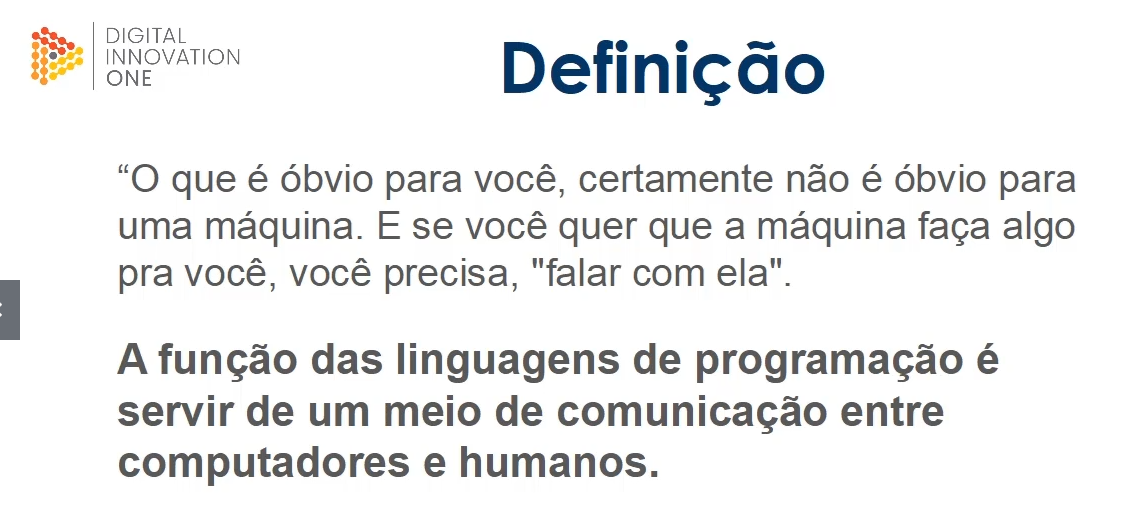 DIGITAL
INNOVATION
ONE
Definição
“O que é óbvio para você, certamente não é óbvio para
uma máquina. E se você quer que a máquina faça algo
pra você, você precisa, "falar com ela".
A função das linguagens de programação é
servir de um meio de comunicação entre
computadores e humanos.